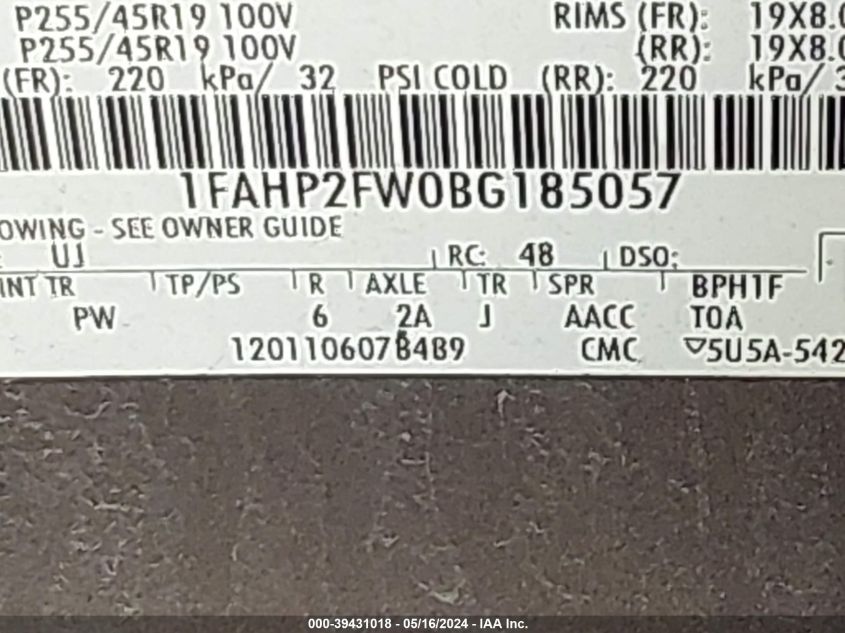 P255/45R19 100V RIMS (FR): 19X8.0
P255/45R19 100V (RR): 19X8.0
(FR): 220 kPa/ 32 PSI COLD (RR): 220 kPa/ 3
1FAHP2FW0BG185057
OWING - SEE OWNER GUIDE
: UJ RC: 48 DSO:
INT TR TP/PS R AXLE TR SPR BPH1F
PW 6 2A J AACC TOA
12011060784B9 CMC ▽5U5A-542
000-39431018 - 05/16/2024 - IAA Inc.